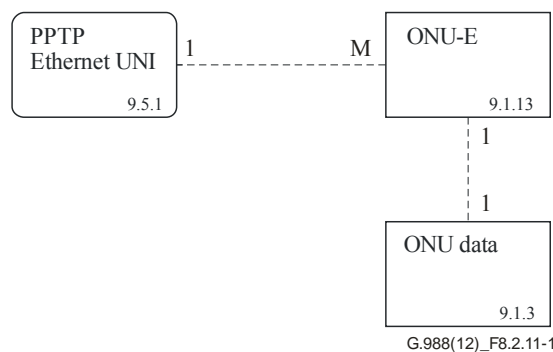 PPTP
Ethernet UNI
9.5.1
1
M
ONU-E
9.1.13
1
1
ONU data
9.1.3
G.988(12)_F8.2.11-1